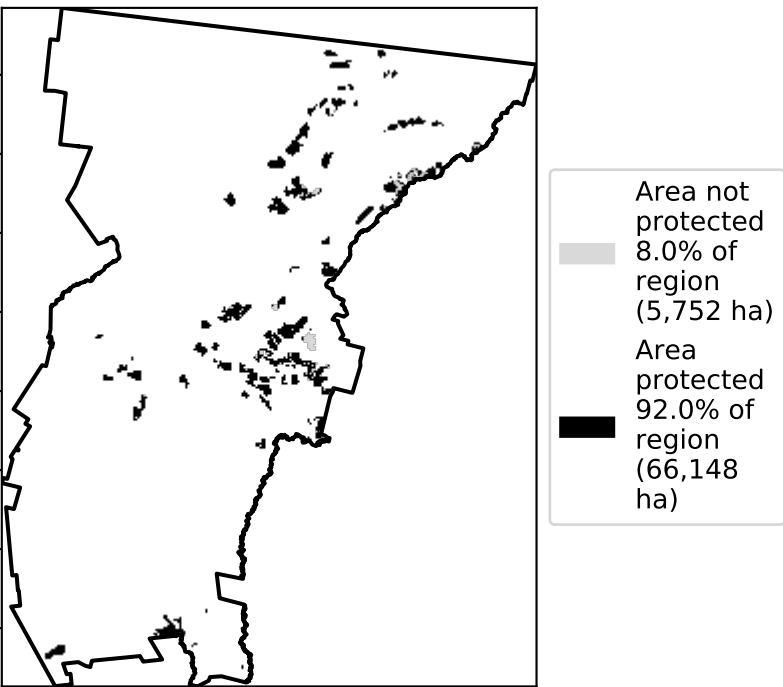 Area not
protected
8.0% of
region
(5,752 ha)
Area
protected
92.0% of
region
(66,148
ha)